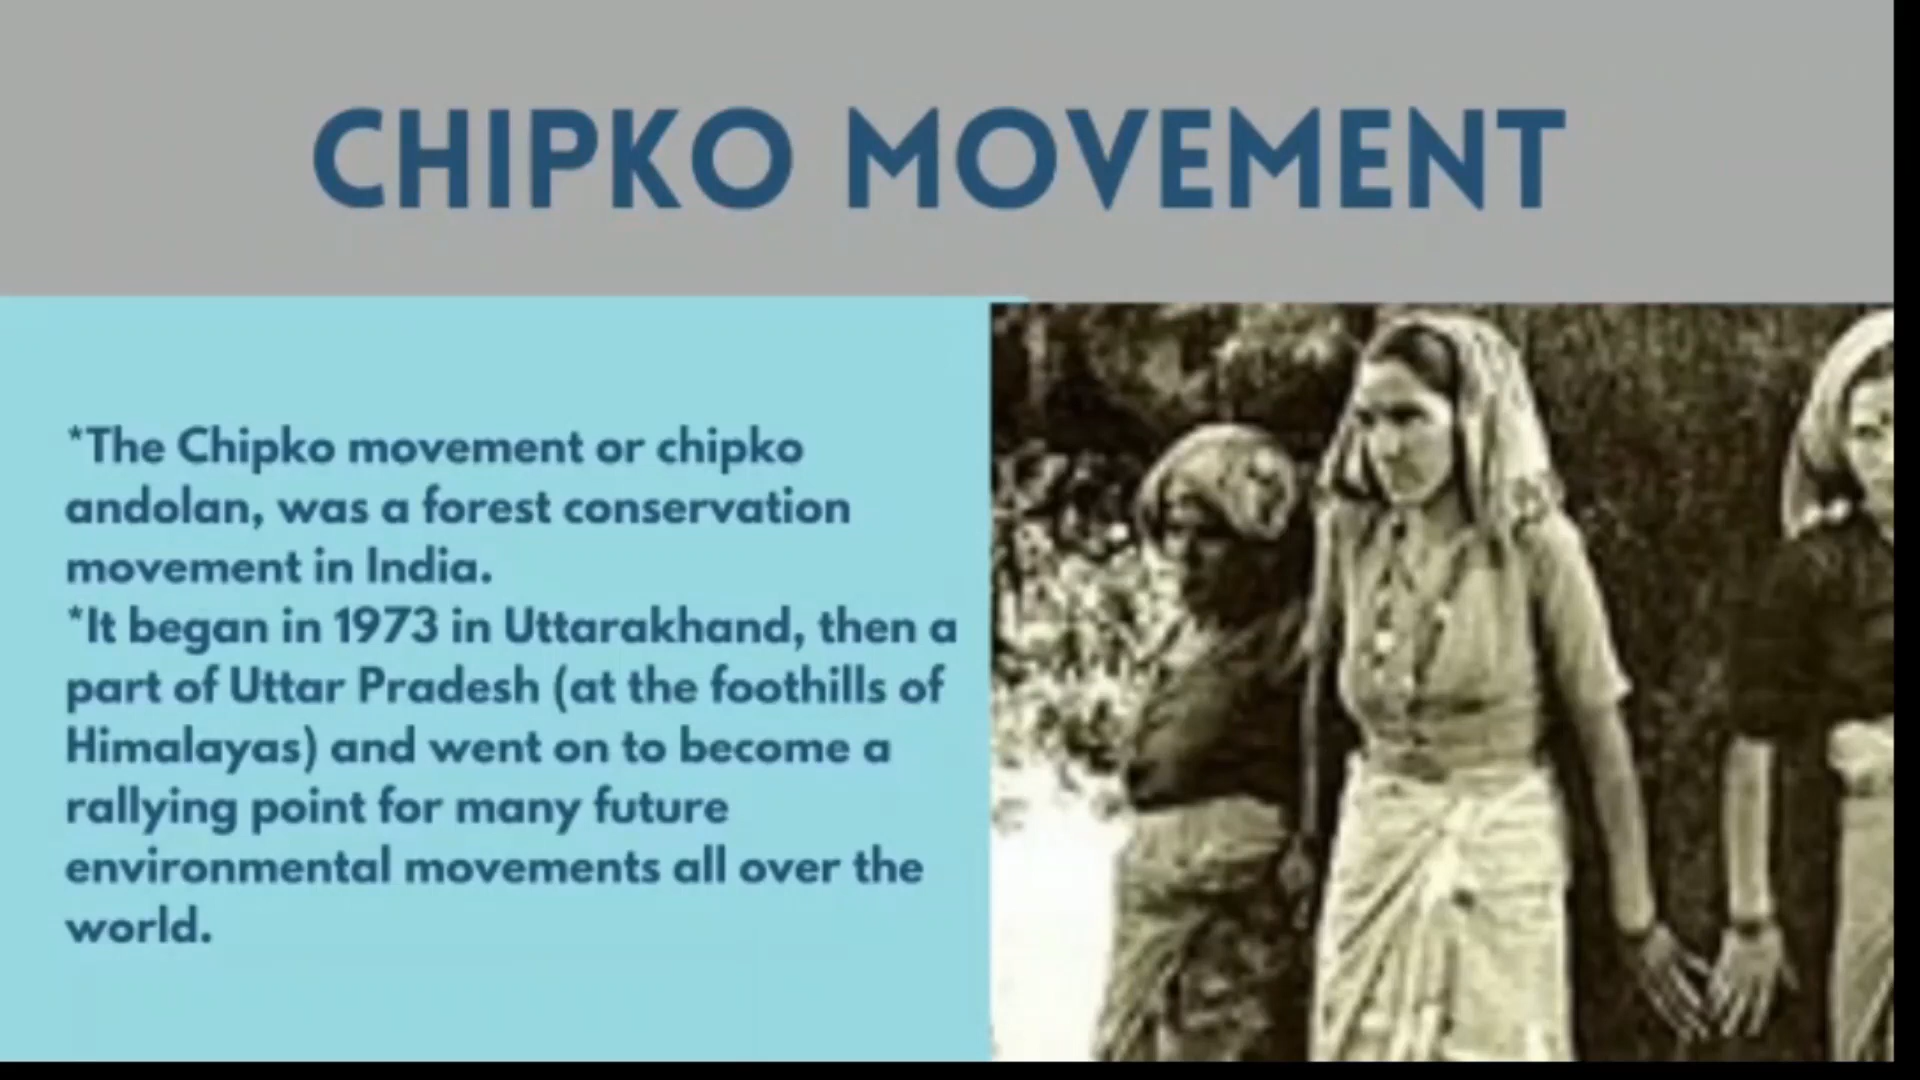 CHIPKO MOVEMENT
*The Chipko movement or chipko
andolan, was a forest conservation
movement in India.
*It began in 1973 in Uttarakhand, then a
part of Uttar Pradesh (at the foothills of
Himalayas) and went on to become a
rallying point for many future
environmental movements all over the
world.